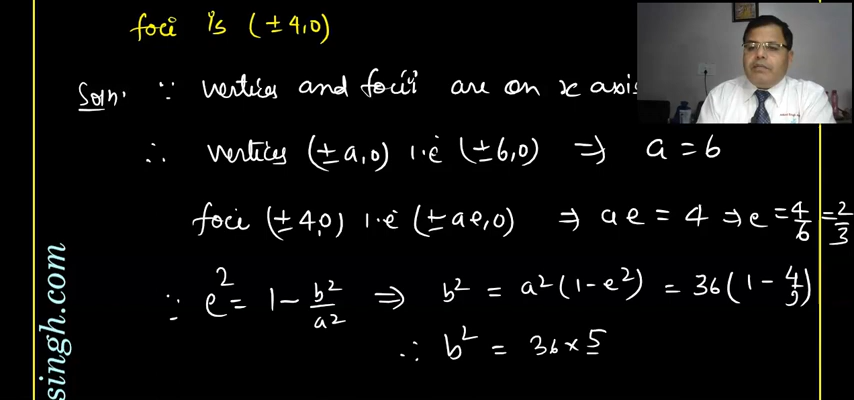 foci is (±4,0)
Soln. ∵ vertices and focii are on x axis
∴ vertices (±a,0) i.e (±6,0) ⇒ a = 6
foci (±4,0) i.e (±ae,0) ⇒ ae = 4 ⇒ e = 4/6 = 2/3
∵ e² = 1 - b²/a² ⇒ b² = a²(1-e²) = 36(1 - 4/9)
∴ b² = 36 × 5
singh.com